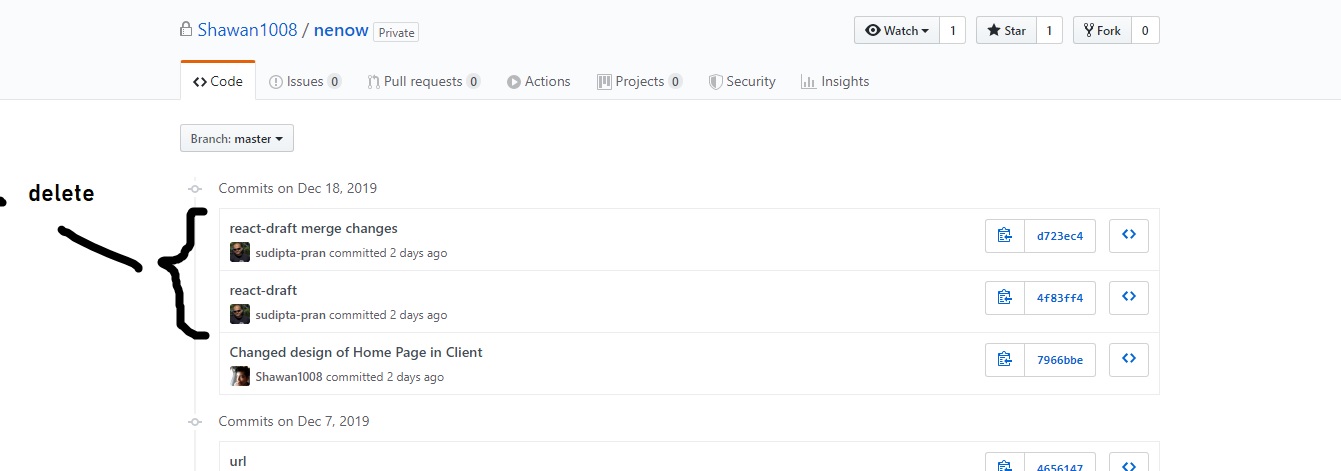 Shawan1008 / nenow Private
Watch 1 Star 1 Fork 0
Code Issues 0 Pull requests 0 Actions Projects 0 Security Insights
Branch: master
delete
Commits on Dec 18, 2019
react-draft merge changes
d723ec4
sudipta-pran committed 2 days ago
react-draft
4f83ff4
sudipta-pran committed 2 days ago
Changed design of Home Page in Client
7966bbe
Shawan1008 committed 2 days ago
Commits on Dec 7, 2019
url
4656147